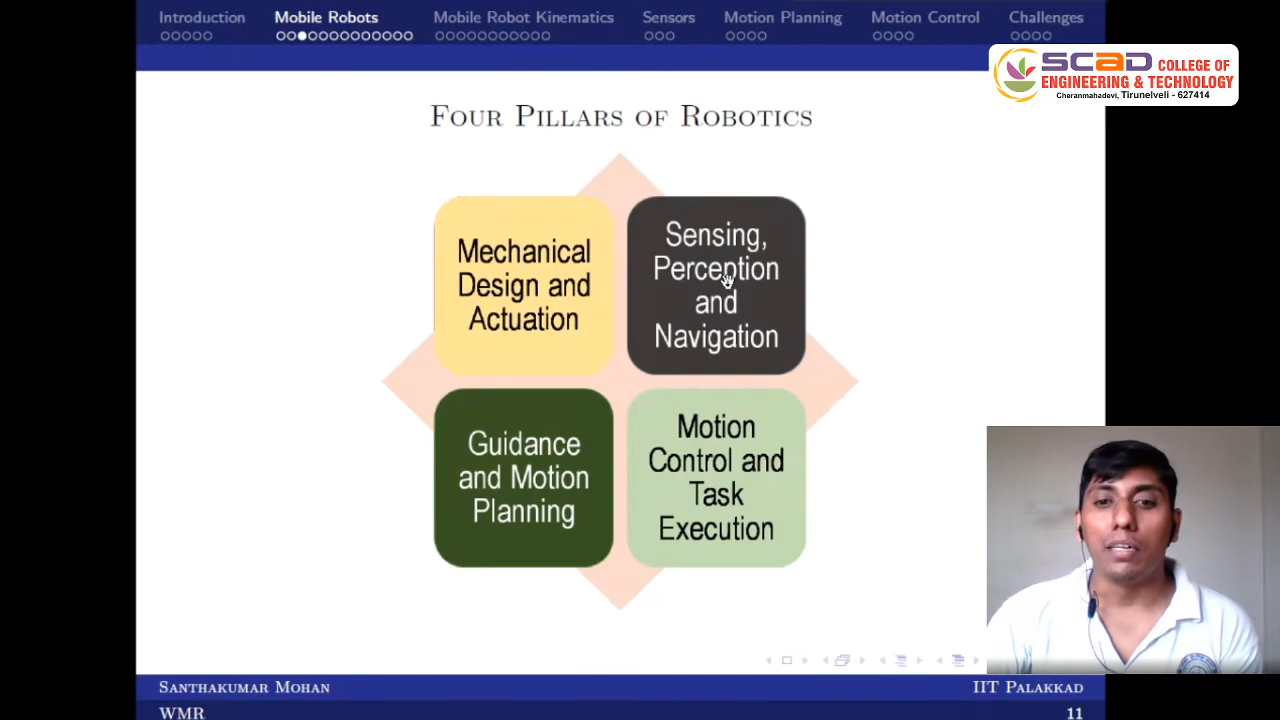 Introduction Mobile Robots Mobile Robot Kinematics Sensors Motion Planning Motion Control Challenges
SCAD COLLEGE OF
ENGINEERING & TECHNOLOGY
Cheranmahadevi, Tirunelveli - 627414
FOUR PILLARS OF ROBOTICS
Mechanical
Design and
Actuation
Sensing,
Perception
and
Navigation
Guidance
and Motion
Planning
Motion
Control and
Task
Execution
SANTHAKUMAR MOHAN IIT PALAKKAD
WMR 11